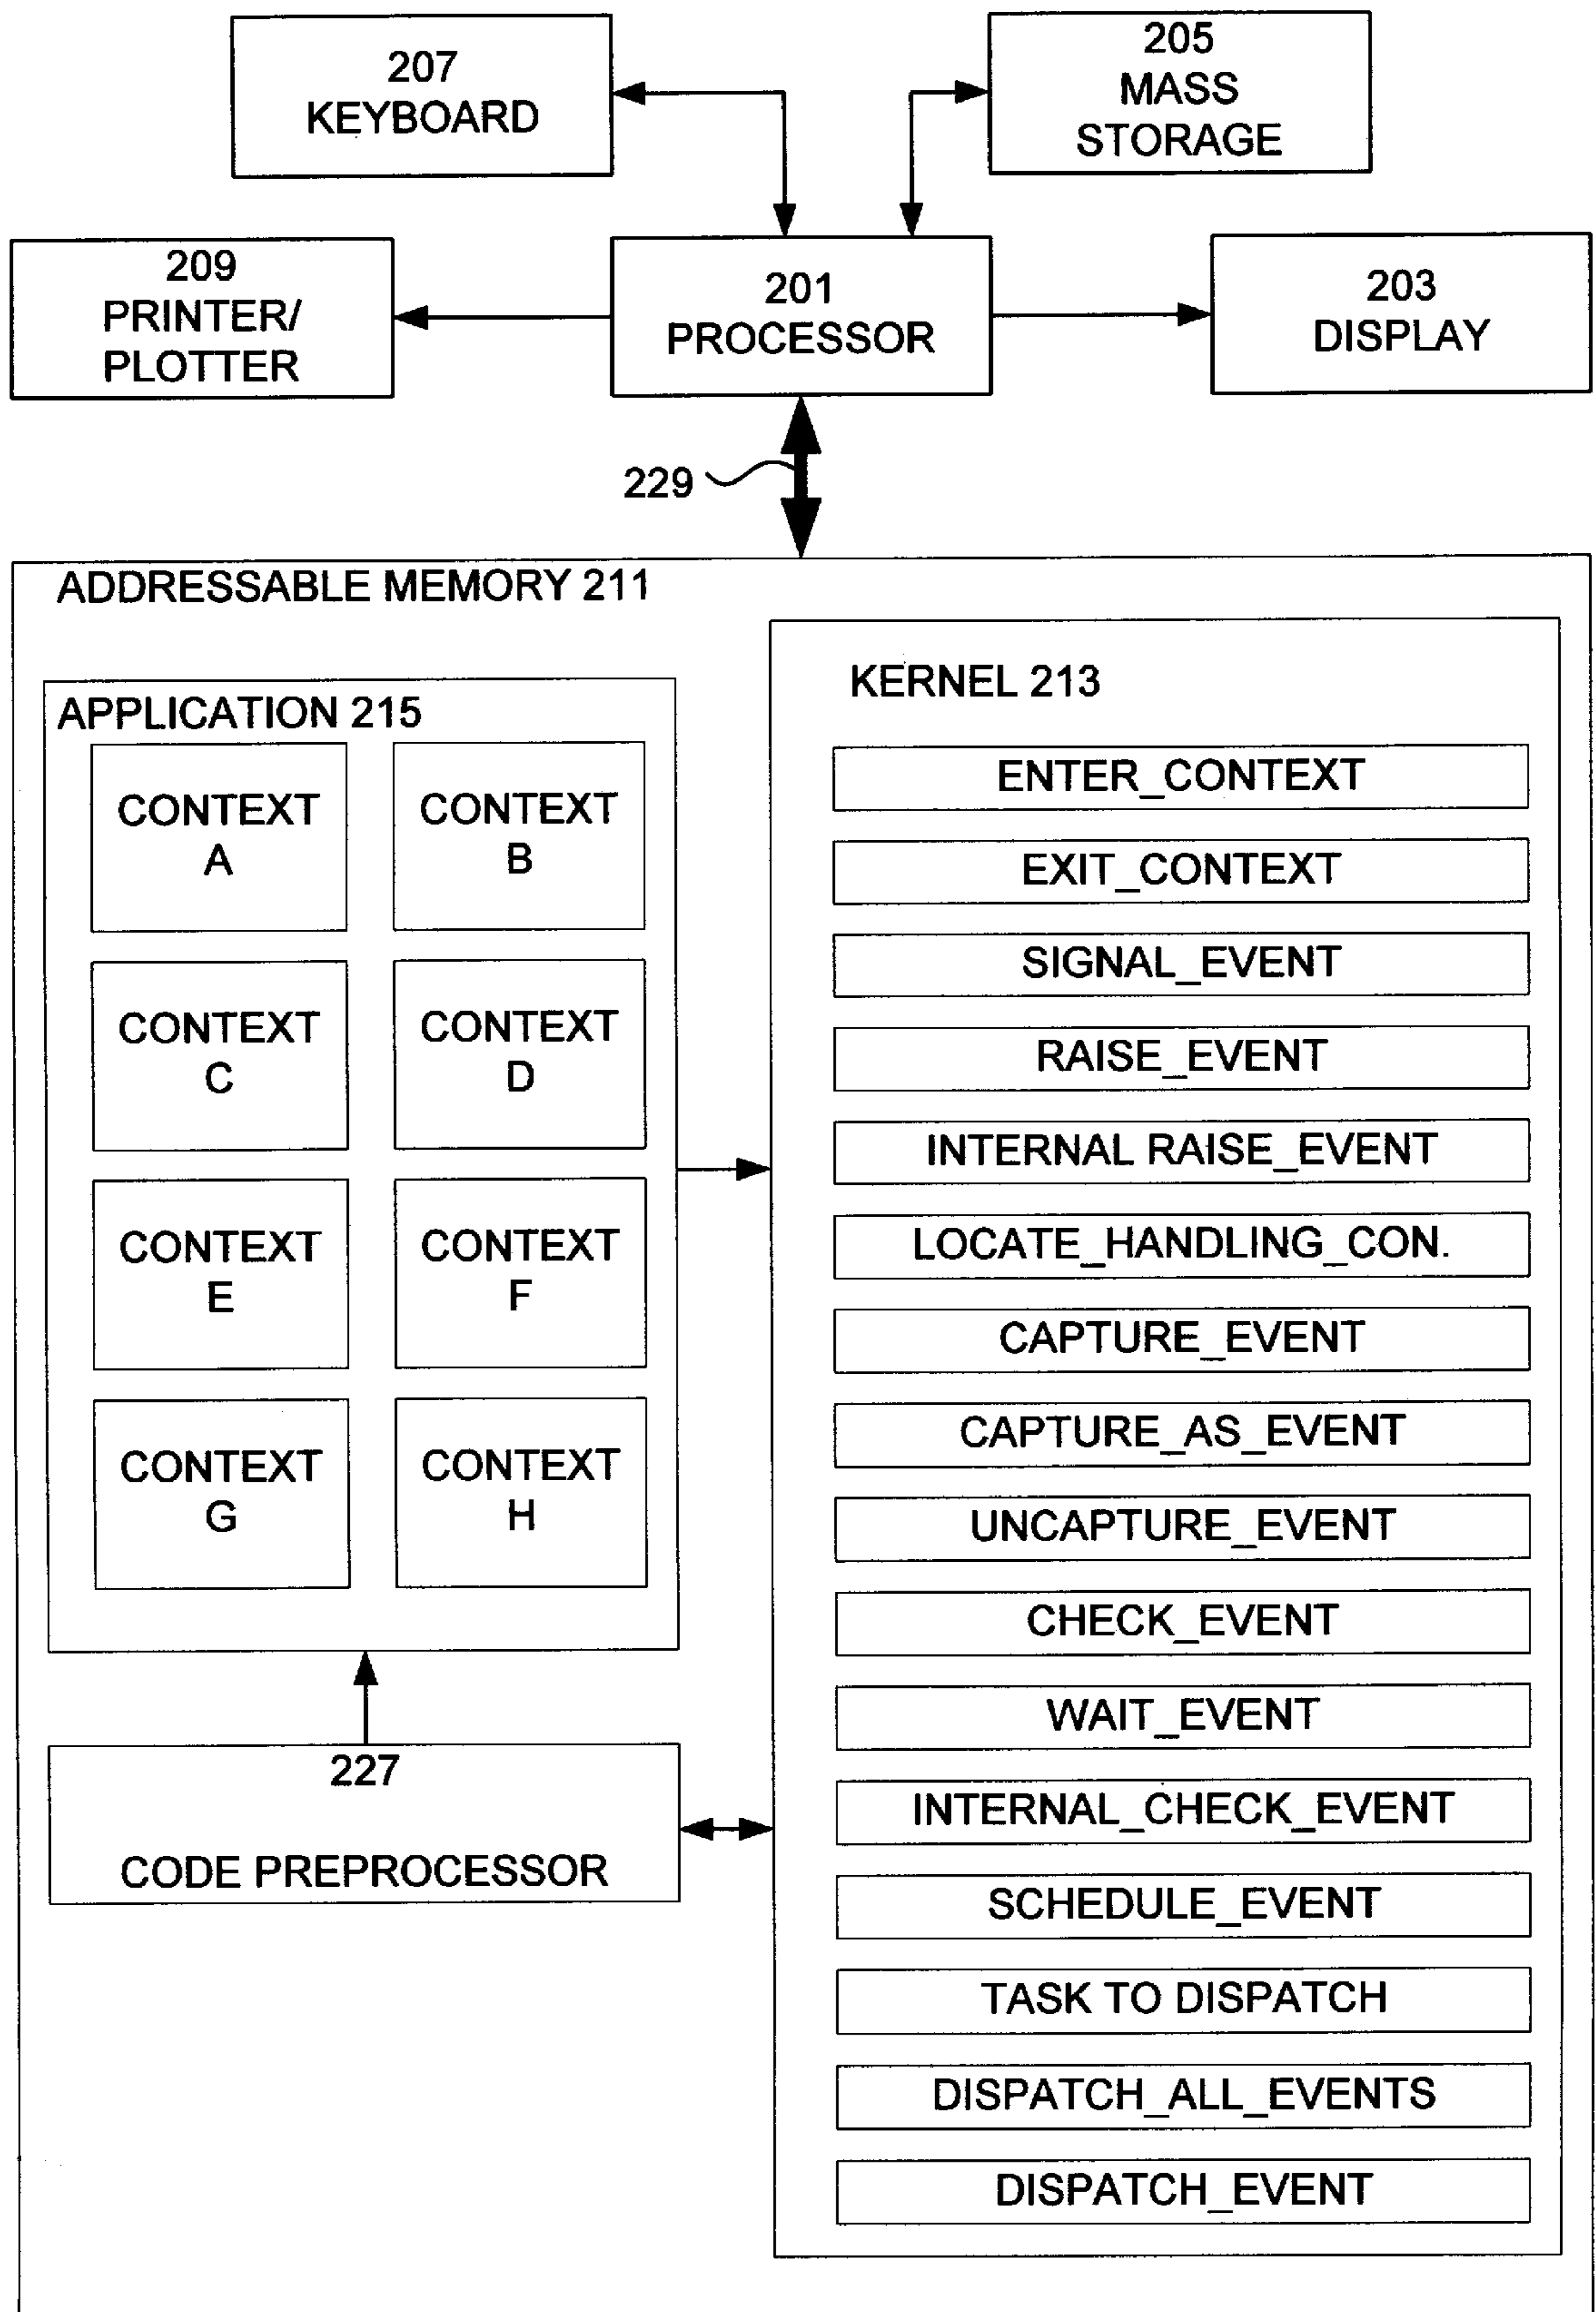 207
KEYBOARD
205
MASS
STORAGE
209
PRINTER/
PLOTTER
201
PROCESSOR
203
DISPLAY
229
ADDRESSABLE MEMORY 211
APPLICATION 215
CONTEXT
A
CONTEXT
B
CONTEXT
C
CONTEXT
D
CONTEXT
E
CONTEXT
F
CONTEXT
G
CONTEXT
H
227
CODE PREPROCESSOR
KERNEL 213
ENTER_CONTEXT
EXIT_CONTEXT
SIGNAL_EVENT
RAISE_EVENT
INTERNAL RAISE_EVENT
LOCATE_HANDLING_CON.
CAPTURE_EVENT
CAPTURE_AS_EVENT
UNCAPTURE_EVENT
CHECK_EVENT
WAIT_EVENT
INTERNAL_CHECK_EVENT
SCHEDULE_EVENT
TASK TO DISPATCH
DISPATCH_ALL_EVENTS
DISPATCH_EVENT